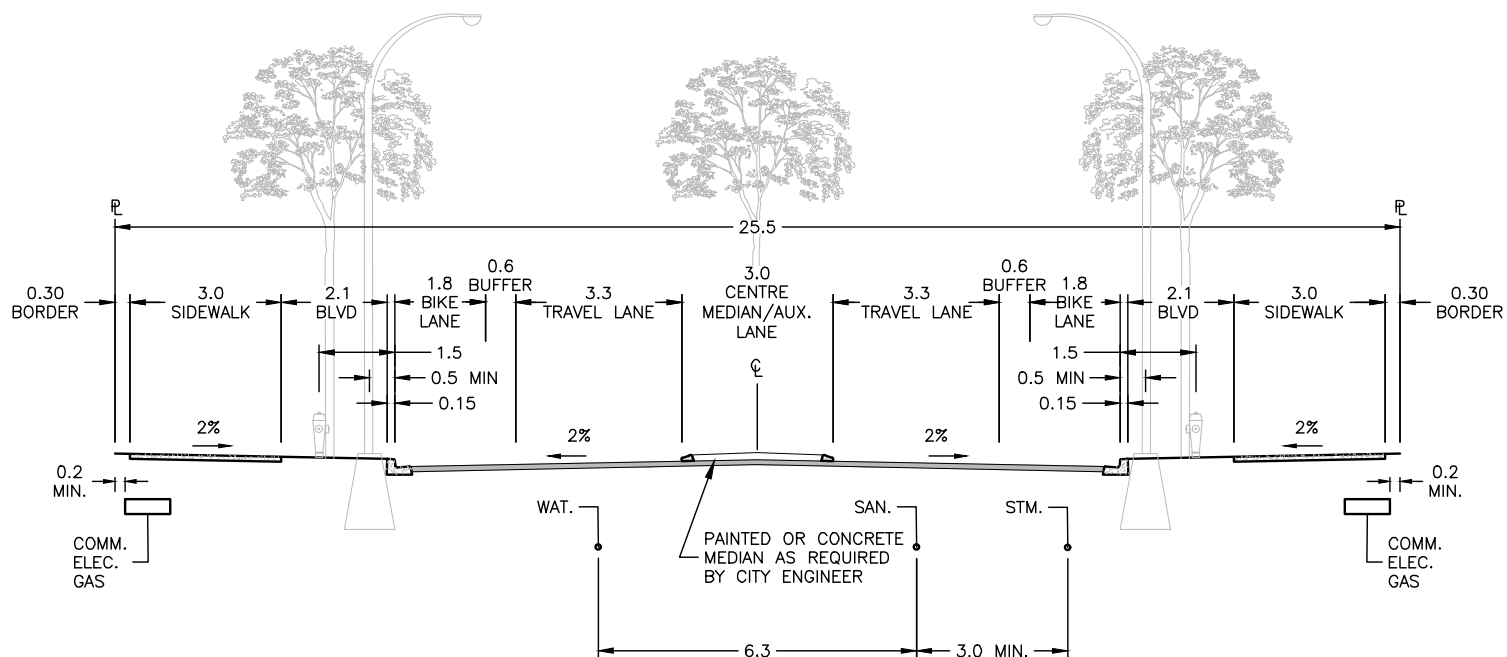 ℄
℄
25.5
0.30
BORDER
3.0
SIDEWALK
2.1
BLVD
1.8
BIKE
LANE
0.6
BUFFER
3.3
TRAVEL LANE
3.0
CENTRE
MEDIAN/AUX.
LANE
3.3
TRAVEL LANE
0.6
BUFFER
1.8
BIKE
LANE
2.1
BLVD
3.0
SIDEWALK
0.30
BORDER
1.5
0.5 MIN
0.15
℄
1.5
0.5 MIN
0.15
2%
2%
2%
2%
0.2
MIN.
0.2
MIN.
COMM.
ELEC.
GAS
WAT.
PAINTED OR CONCRETE
MEDIAN AS REQUIRED
BY CITY ENGINEER
SAN.
STM.
COMM.
ELEC.
GAS
6.3
3.0 MIN.